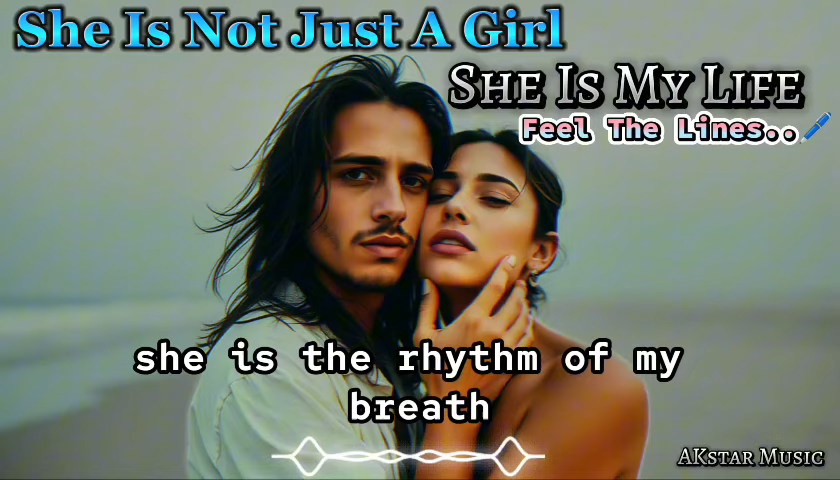 She Is Not Just A Girl
She Is My Life
Feel The Lines..
she is the rhythm of my
breath
AKstar Music